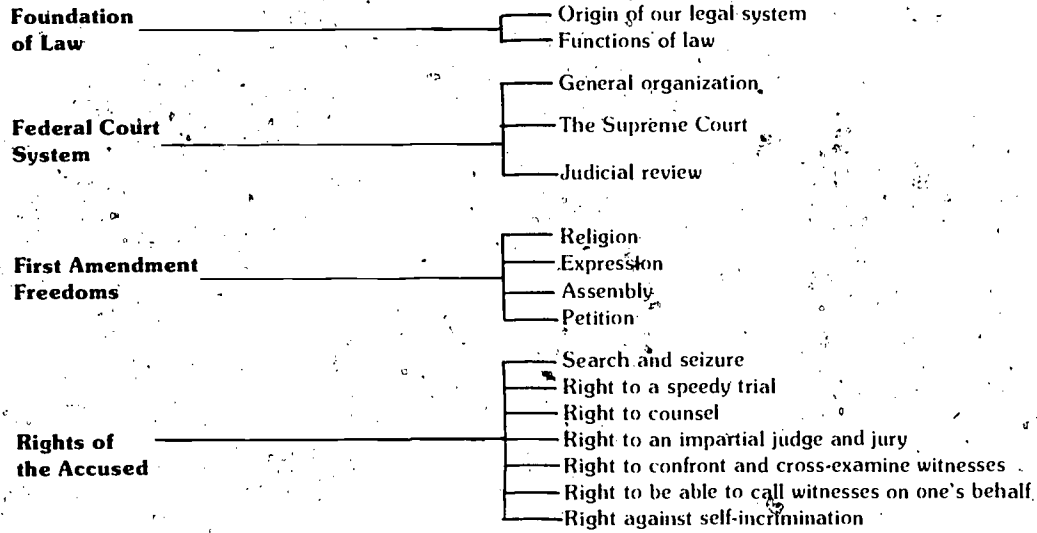 Foundation
of Law
Origin of our legal system
Functions of law
Federal Court
System
General organization
The Supreme Court
Judicial review
First Amendment
Freedoms
Religion
Expression
Assembly
Petition
Rights of
the Accused
Search and seizure
Right to a speedy trial
Right to counsel
Right to an impartial judge and jury
Right to confront and cross-examine witnesses
Right to be able to call witnesses on one's behalf
Right against self-incrimination